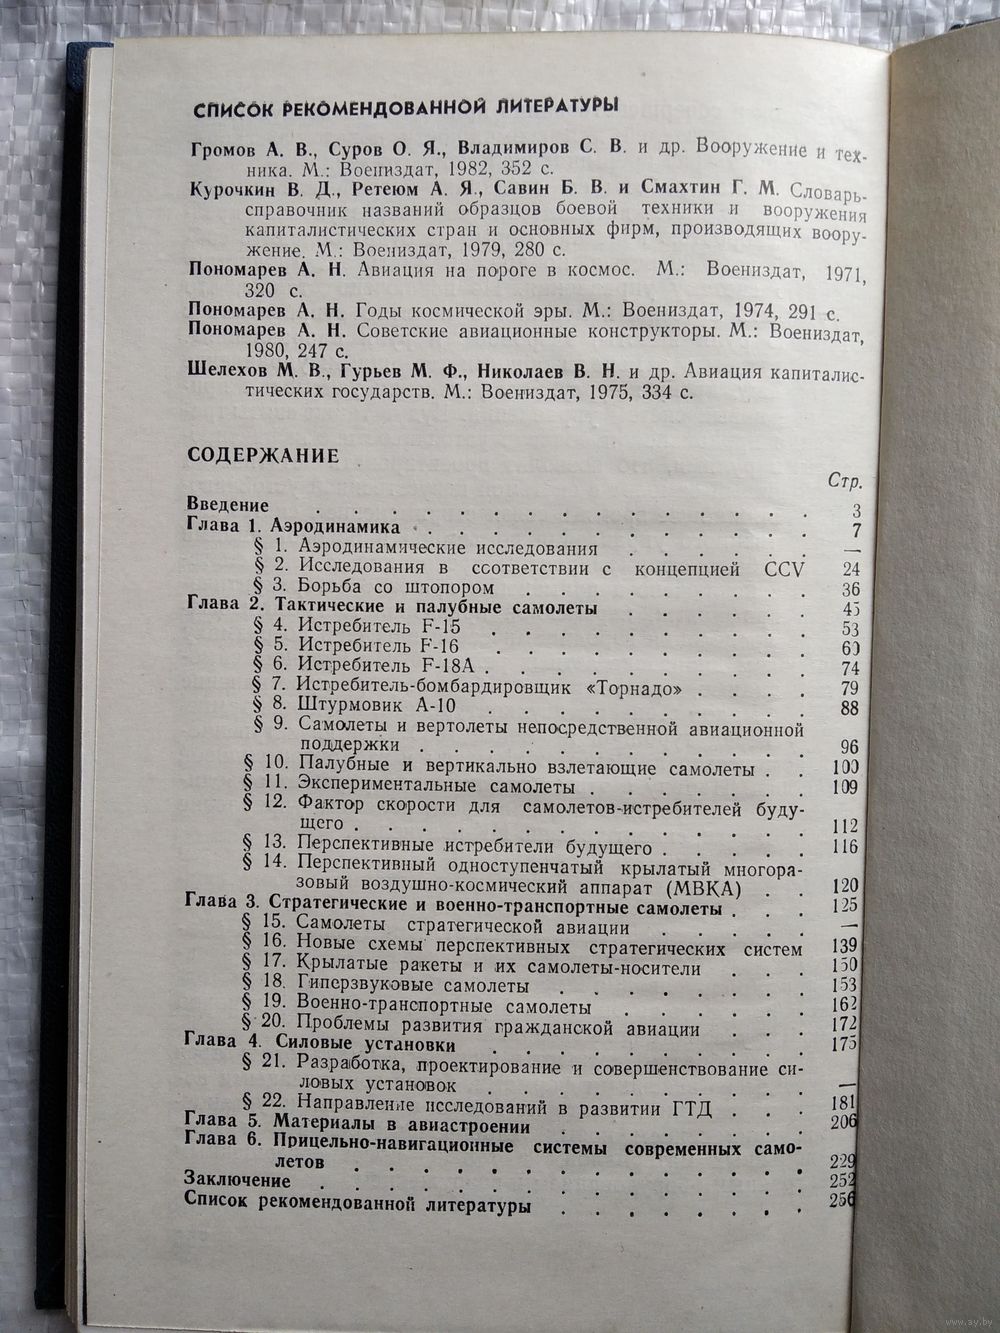 СПИСОК РЕКОМЕНДОВАННОЙ ЛИТЕРАТУРЫ
Громов А. В., Суров О. Я., Владимиров С. В. и др. Вооружение и тех-
ника. М.: Воениздат, 1982, 352 с.
Курочкин В. Д., Ретеюм А. Я., Савин Б. В. и Смахтин Г. М. Словарь-
справочник названий образцов боевой техники и вооружения
капиталистических стран и основных фирм, производящих воору-
жение. М.: Воениздат, 1979, 280 с.
Пономарев А. Н. Авиация на пороге в космос. М.: Воениздат, 1971,
320 с.
Пономарев А. Н. Годы космической эры. М.: Воениздат, 1974, 291 с.
Пономарев А. Н. Советские авиационные конструкторы. М.: Воениздат,
1980, 247 с.
Шелехов М. В., Гурьев М. Ф., Николаев В. Н. и др. Авиация капиталис-
тических государств. М.: Воениздат, 1975, 334 с.
СОДЕРЖАНИЕ
Стр.
Введение . . . . . . . . . . . . . . 3
Глава 1. Аэродинамика . . . . . . . . . . . 7
§ 1. Аэродинамические исследования . . . . . . —
§ 2. Исследования в соответствии с концепцией CCV 24
§ 3. Борьба со штопором . . . . . . . . . 36
Глава 2. Тактические и палубные самолеты . . . . . 45
§ 4. Истребитель F-15 . . . . . . . . . 53
§ 5. Истребитель F-16 . . . . . . . . . 60
§ 6. Истребитель F-18A . . . . . . . . . 74
§ 7. Истребитель-бомбардировщик «Торнадо» . . . . 79
§ 8. Штурмовик А-10 . . . . . . . . . 88
§ 9. Самолеты и вертолеты непосредственной авиационной
поддержки . . . . . . . . . . . 96
§ 10. Палубные и вертикально взлетающие самолеты . . 100
§ 11. Экспериментальные самолеты . . . . . . . 109
§ 12. Фактор скорости для самолетов-истребителей буду-
щего . . . . . . . . . . . . . 112
§ 13. Перспективные истребители будущего . . . . . 116
§ 14. Перспективный одноступенчатый крылатый многора-
зовый воздушно-космический аппарат (МВКА) . . 120
Глава 3. Стратегические и военно-транспортные самолеты . . . 125
§ 15. Самолеты стратегической авиации . . . . . —
§ 16. Новые схемы перспективных стратегических систем 139
§ 17. Крылатые ракеты и их самолеты-носители . . . 150
§ 18. Гиперзвуковые самолеты . . . . . . . . 153
§ 19. Военно-транспортные самолеты . . . . . . 162
§ 20. Проблемы развития гражданской авиации . . . 172
Глава 4. Силовые установки . . . . . . . . . 175
§ 21. Разработка, проектирование и совершенствование си-
ловых установок . . . . . . . . . —
§ 22. Направление исследований в развитии ГТД . . . 181
Глава 5. Материалы в авиастроении . . . . . . . 206
Глава 6. Прицельно-навигационные системы современных само-
летов . . . . . . . . . . . . . 229
Заключение . . . . . . . . . . . . . 252
Список рекомендованной литературы . . . . . . . 256
www.ay.by